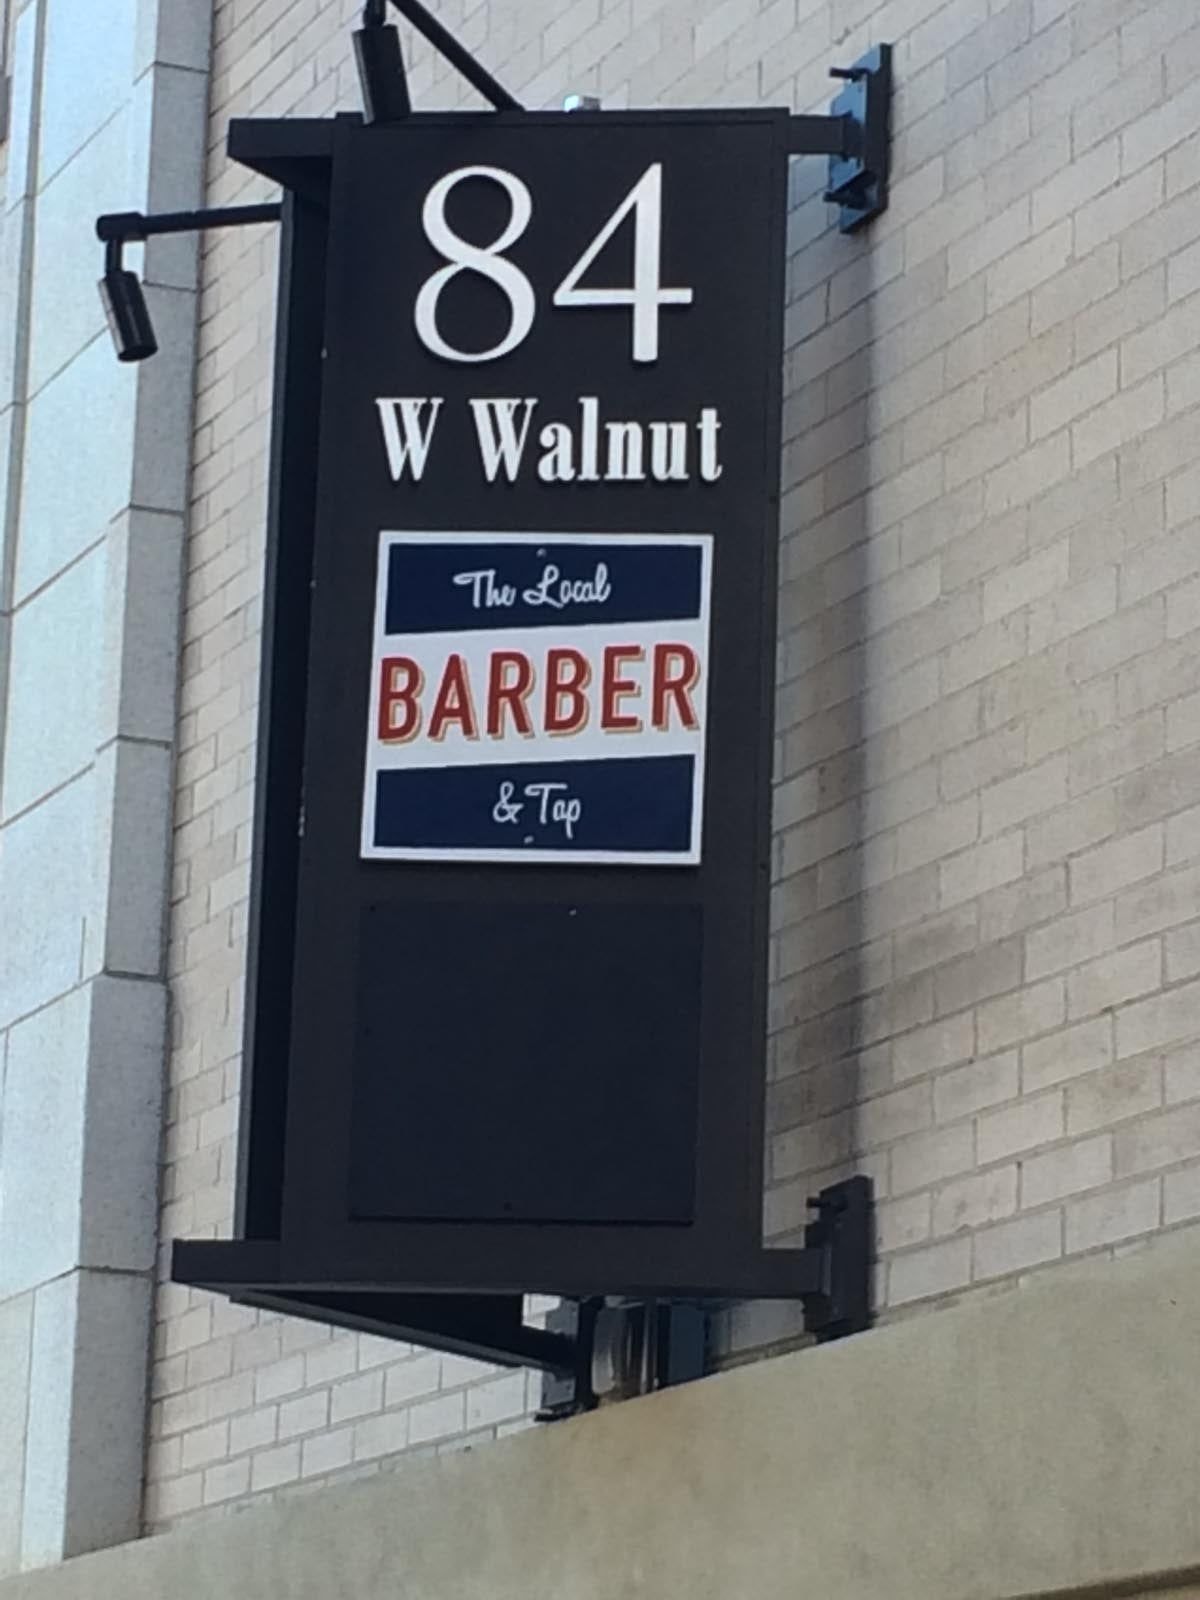 84
W Walnut
The Local
BARBER
& Tap